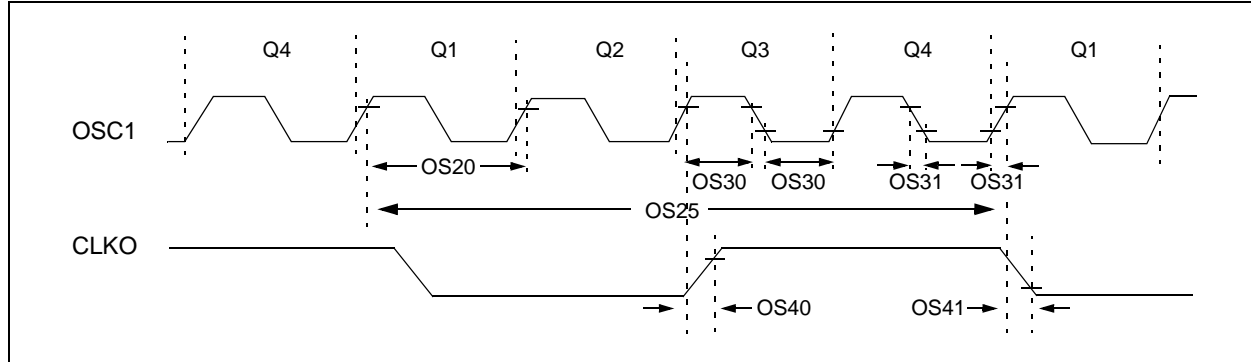 Q4 Q1 Q2 Q3 Q4 Q1
OSC1
OS20
OS30 OS30 OS31 OS31
OS25
CLKO
OS40 OS41